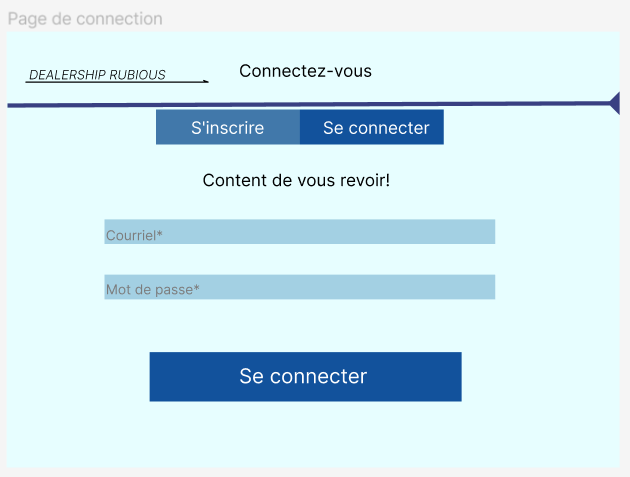 Page de connection
DEALERSHIP RUBIOUS
Connectez-vous
S'inscrire
Se connecter
Content de vous revoir!
Courriel*
Mot de passe*
Se connecter